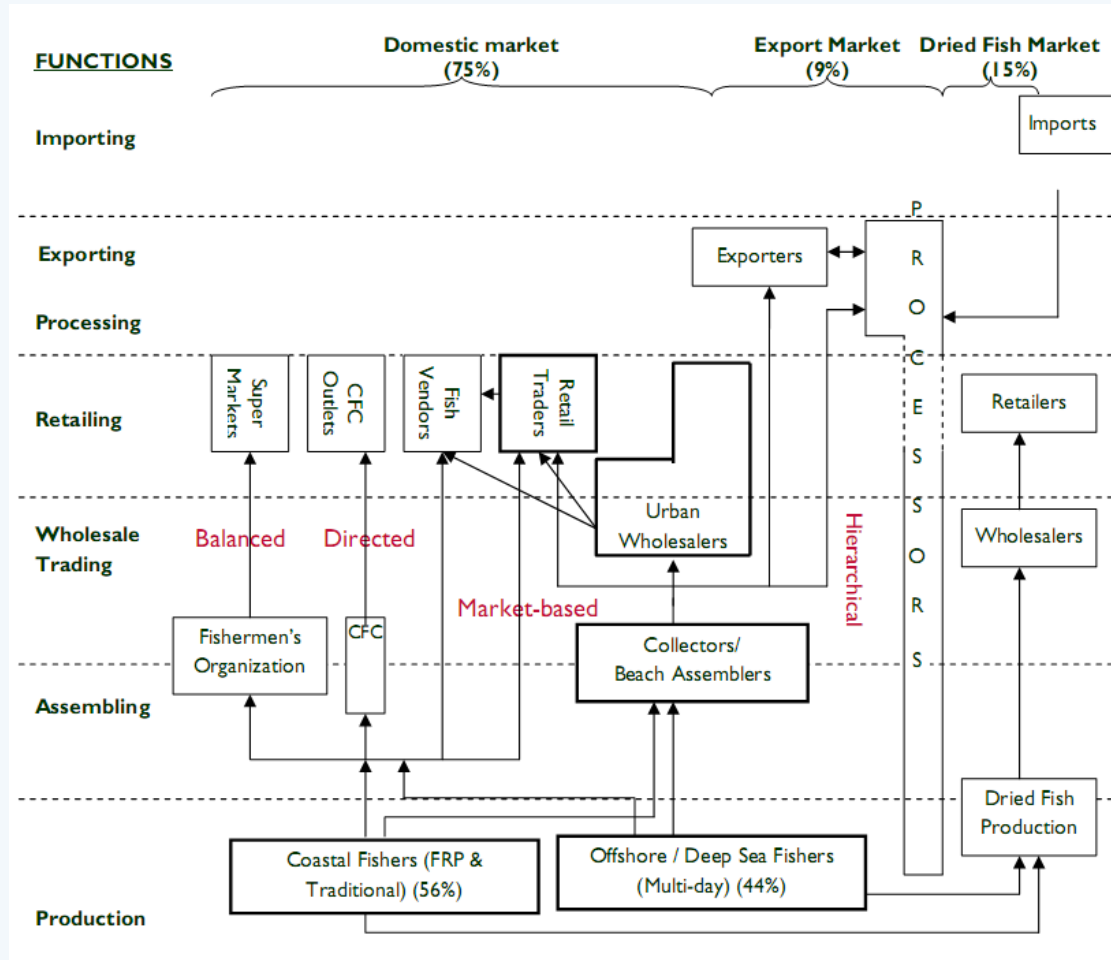 FUNCTIONS
Domestic market
(75%)
Export Market
(9%)
Dried Fish Market
(15%)
Importing
Imports
Exporting
Exporters
Processing
PROCESSORS
Retailing
Super
Markets
CFC
Outlets
Fish
Vendors
Retail
Traders
Retailers
Wholesale
Trading
Balanced
Directed
Market-based
Urban
Wholesalers
Hierarchical
Wholesalers
Fishermen's
Organization
CFC
Collectors/
Beach Assemblers
Assembling
Dried Fish
Production
Coastal Fishers (FRP &
Traditional) (56%)
Offshore / Deep Sea Fishers
(Multi-day) (44%)
Production